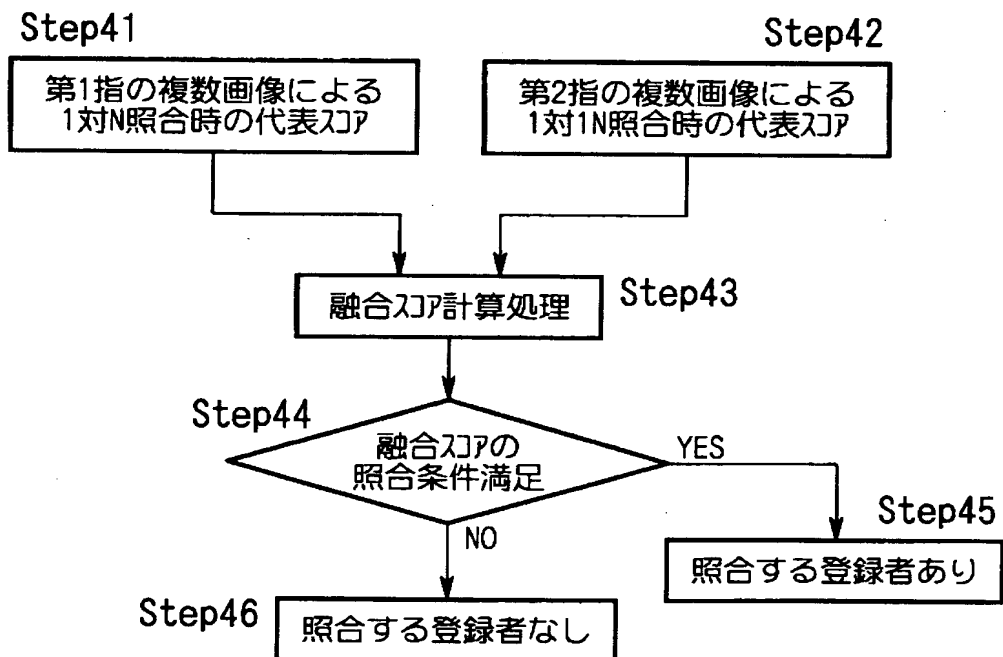 Step41
第1指の複数画像による
1対N照合時の代表スコア
Step42
第2指の複数画像による
1対1N照合時の代表スコア
融合スコア計算処理
Step43
Step44
融合スコアの
照合条件満足
YES
NO
Step45
照合する登録者あり
Step46
照合する登録者なし